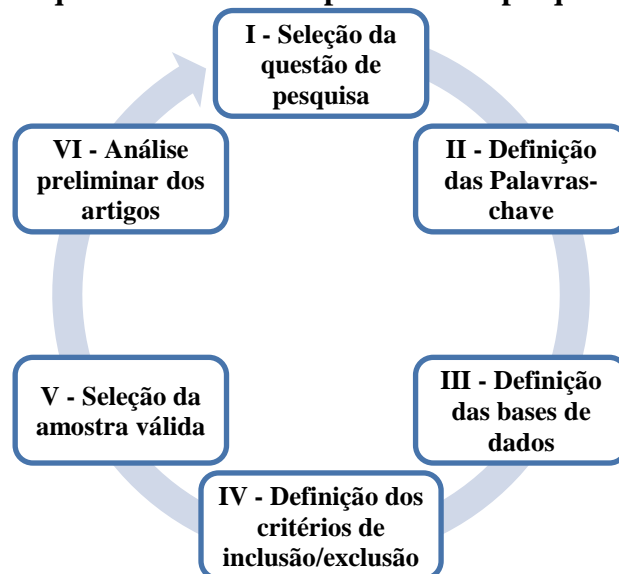 I - Seleção da
questão de
pesquisa
II - Definição
das Palavras-
chave
III - Definição
das bases de
dados
IV - Definição dos
critérios de
inclusão/exclusão
V - Seleção da
amostra válida
VI - Análise
preliminar dos
artigos